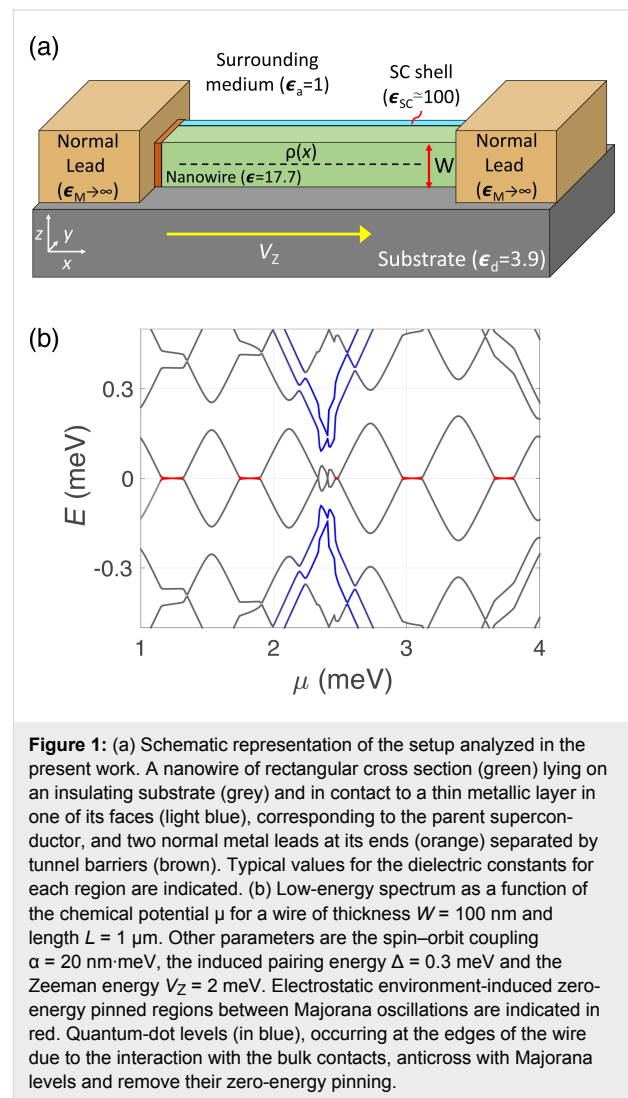 (a)
Surrounding
medium (ϵa=1)
SC shell
(ϵSC≃100)
Normal
Lead
(ϵM→∞)
ρ(x)
Nanowire (ϵ=17.7)
W
Normal
Lead
(ϵM→∞)
z
y
x
VZ
Substrate (ϵd=3.9)
(b)
E (meV)
0.3
0
-0.3
1
2
3
4
μ (meV)
Figure 1: (a) Schematic representation of the setup analyzed in the
present work. A nanowire of rectangular cross section (green) lying on
an insulating substrate (grey) and in contact to a thin metallic layer in
one of its faces (light blue), corresponding to the parent supercon-
ductor, and two normal metal leads at its ends (orange) separated by
tunnel barriers (brown). Typical values for the dielectric constants for
each region are indicated. (b) Low-energy spectrum as a function of
the chemical potential μ for a wire of thickness W = 100 nm and
length L = 1 μm. Other parameters are the spin–orbit coupling
α = 20 nm·meV, the induced pairing energy Δ = 0.3 meV and the
Zeeman energy VZ = 2 meV. Electrostatic environment-induced zero-
energy pinned regions between Majorana oscillations are indicated in
red. Quantum-dot levels (in blue), occurring at the edges of the wire
due to the interaction with the bulk contacts, anticross with Majorana
levels and remove their zero-energy pinning.